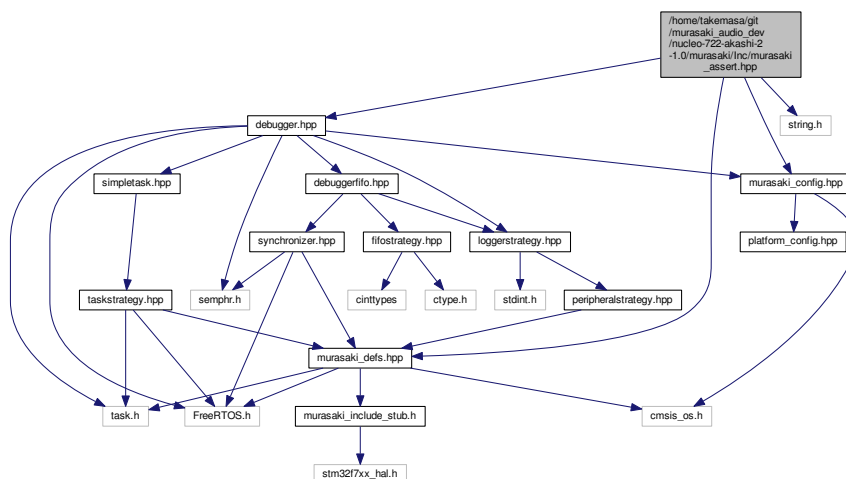 /home/takemasa/git
/murasaki_audio_dev
/nucleo-722-akashi-2
-1.0/murasaki/Inc/murasaki
_assert.hpp
debugger.hpp
string.h
simpletask.hpp
debuggerfifo.hpp
murasaki_config.hpp
synchronizer.hpp
fifostrategy.hpp
loggerstrategy.hpp
platform_config.hpp
taskstrategy.hpp
semphr.h
cinttypes
ctype.h
stdint.h
peripheralstrategy.hpp
murasaki_defs.hpp
task.h
FreeRTOS.h
murasaki_include_stub.h
cmsis_os.h
stm32f7xx_hal.h